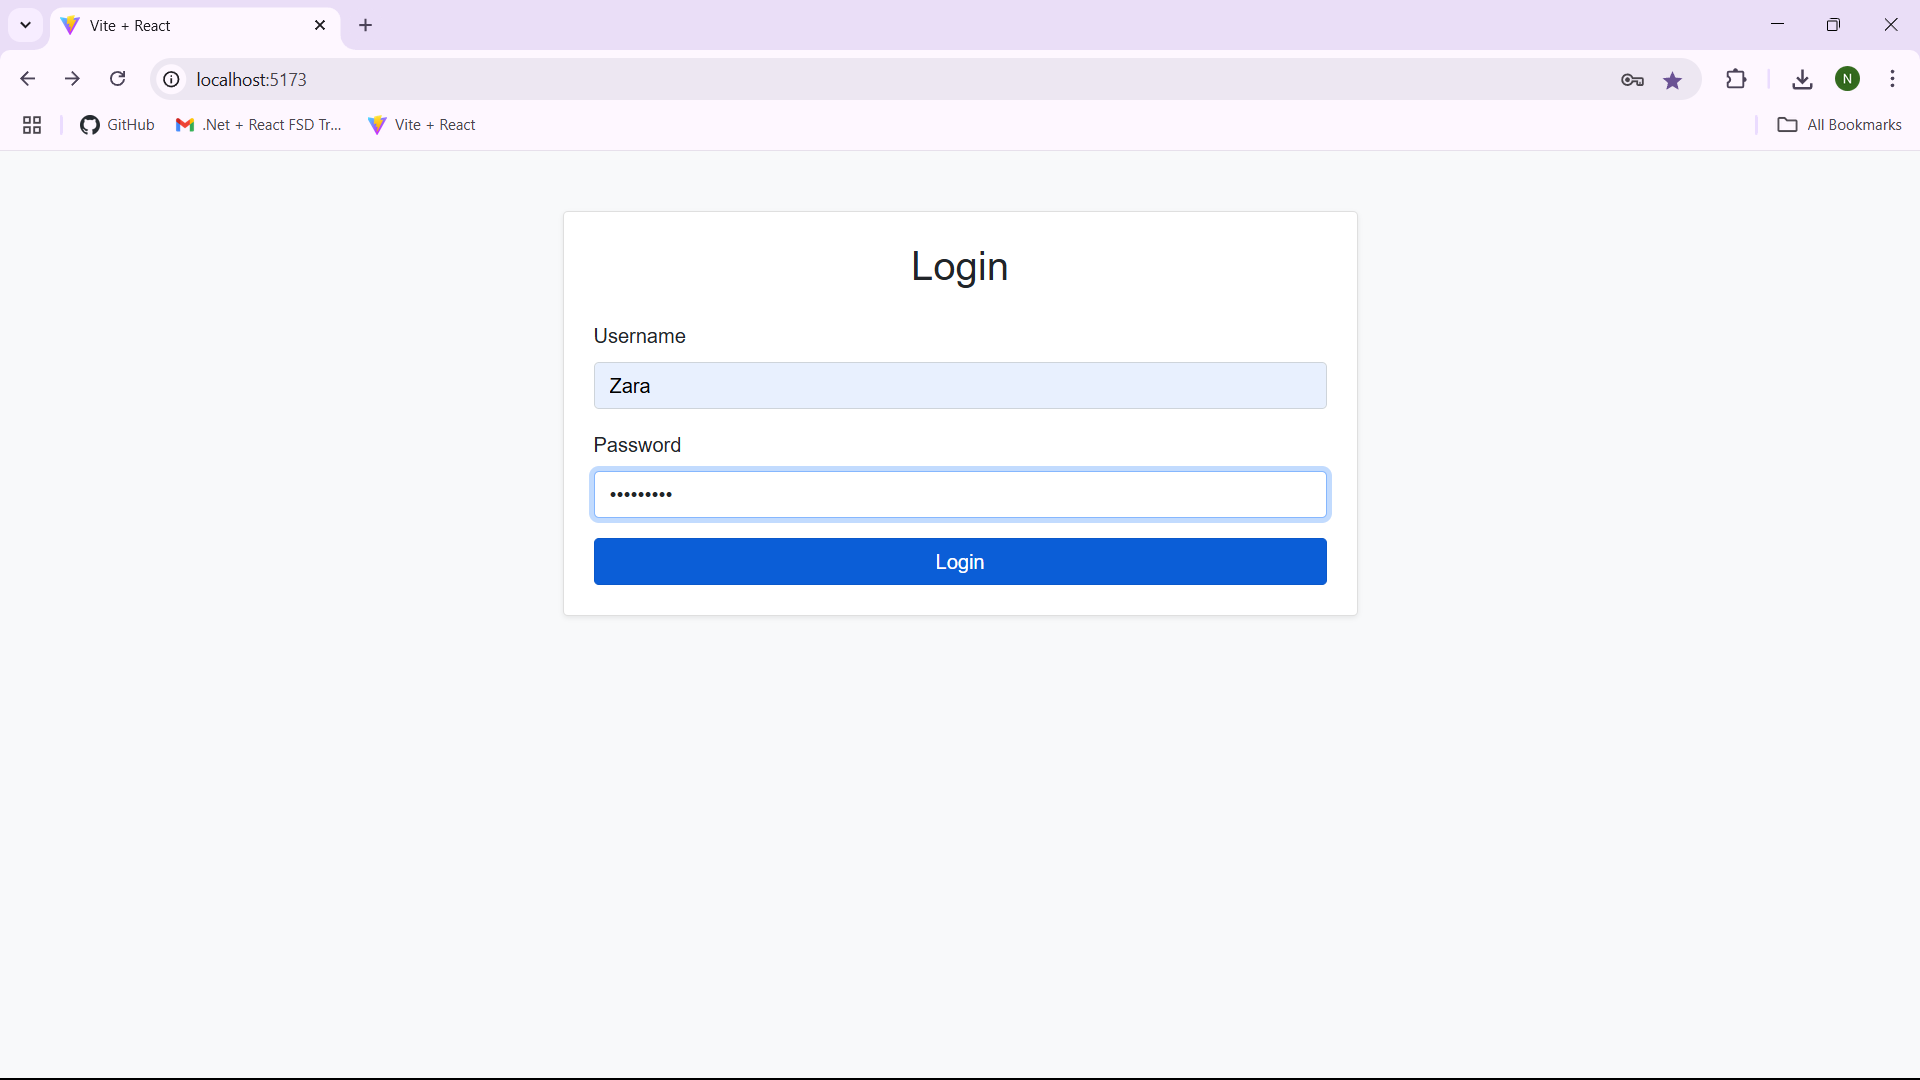 Vite + React
localhost:5173
N
GitHub
.Net + React FSD Tr...
Vite + React
All Bookmarks
Login
Username
Zara
Password
•••••••••
Login